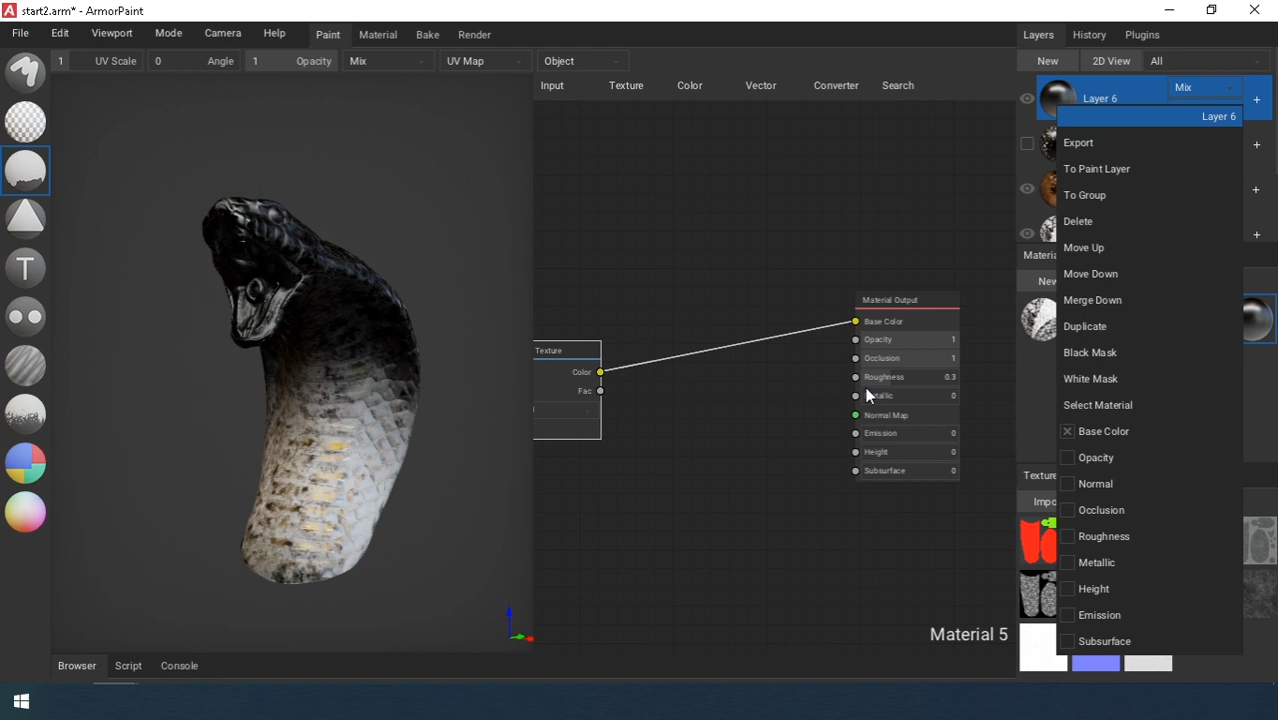 start2.arm* - ArmorPaint
File Edit Viewport Mode Camera Help Paint Material Bake Render
Layers History Plugins
1 UV Scale 0 Angle 1 Opacity Mix UV Map Object
New 2D View All
Input Texture Color Vector Converter Search
Layer 6 Mix +
Layer 6
Export
+
To Paint Layer
+
To Group
Delete
+
Move Up
Move Down
Merge Down
Duplicate
Black Mask
White Mask
Select Material
Base Color
Opacity
Normal
Occlusion
Roughness
Metallic
Height
Emission
Subsurface
Texture
Color
Fac
Material Output
Base Color
Opacity 1
Occlusion 1
Roughness 0.3
0
Normal Map
Emission 0
Height 0
Subsurface 0
T
Material 5
Browser Script Console